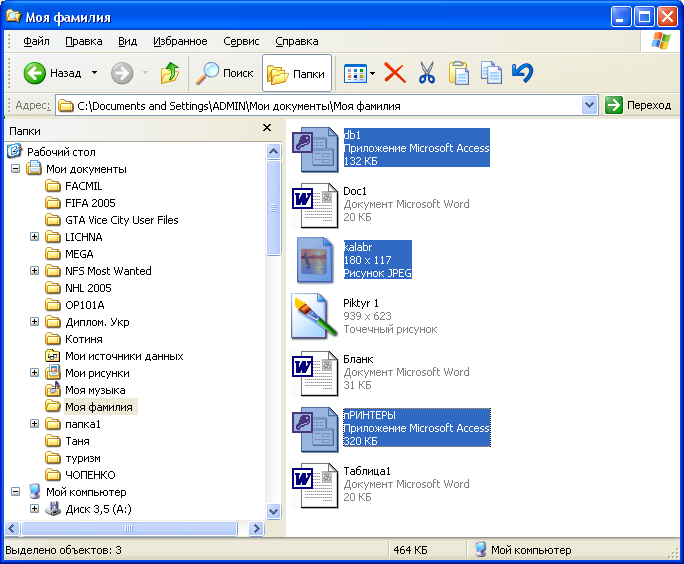 Моя фамилия
Файл Правка Вид Избранное Сервис Справка
Назад Поиск Папки
Адрес: C:\Documents and Settings\ADMIN\Мои документы\Моя фамилия Переход
Папки
Рабочий стол
Мои документы
FACMIL
FIFA 2005
GTA Vice City User Files
LICHNA
MEGA
NFS Most Wanted
NHL 2005
OP101A
Диплом. Укр
Котиня
Мои источники данных
Мои рисунки
Моя музыка
Моя фамилия
папка1
Таня
туризм
ЧОПЕНКО
Мой компьютер
Диск 3,5 (A:)
db1
Приложение Microsoft Access
132 КБ
Doc1
Документ Microsoft Word
20 КБ
kalabr
180 x 117
Рисунок JPEG
Piktyr 1
939 x 623
Точечный рисунок
Бланк
Документ Microsoft Word
31 КБ
пРИНТЕРЫ
Приложение Microsoft Access
320 КБ
Таблица1
Документ Microsoft Word
20 КБ
Выделено объектов: 3 464 КБ Мой компьютер